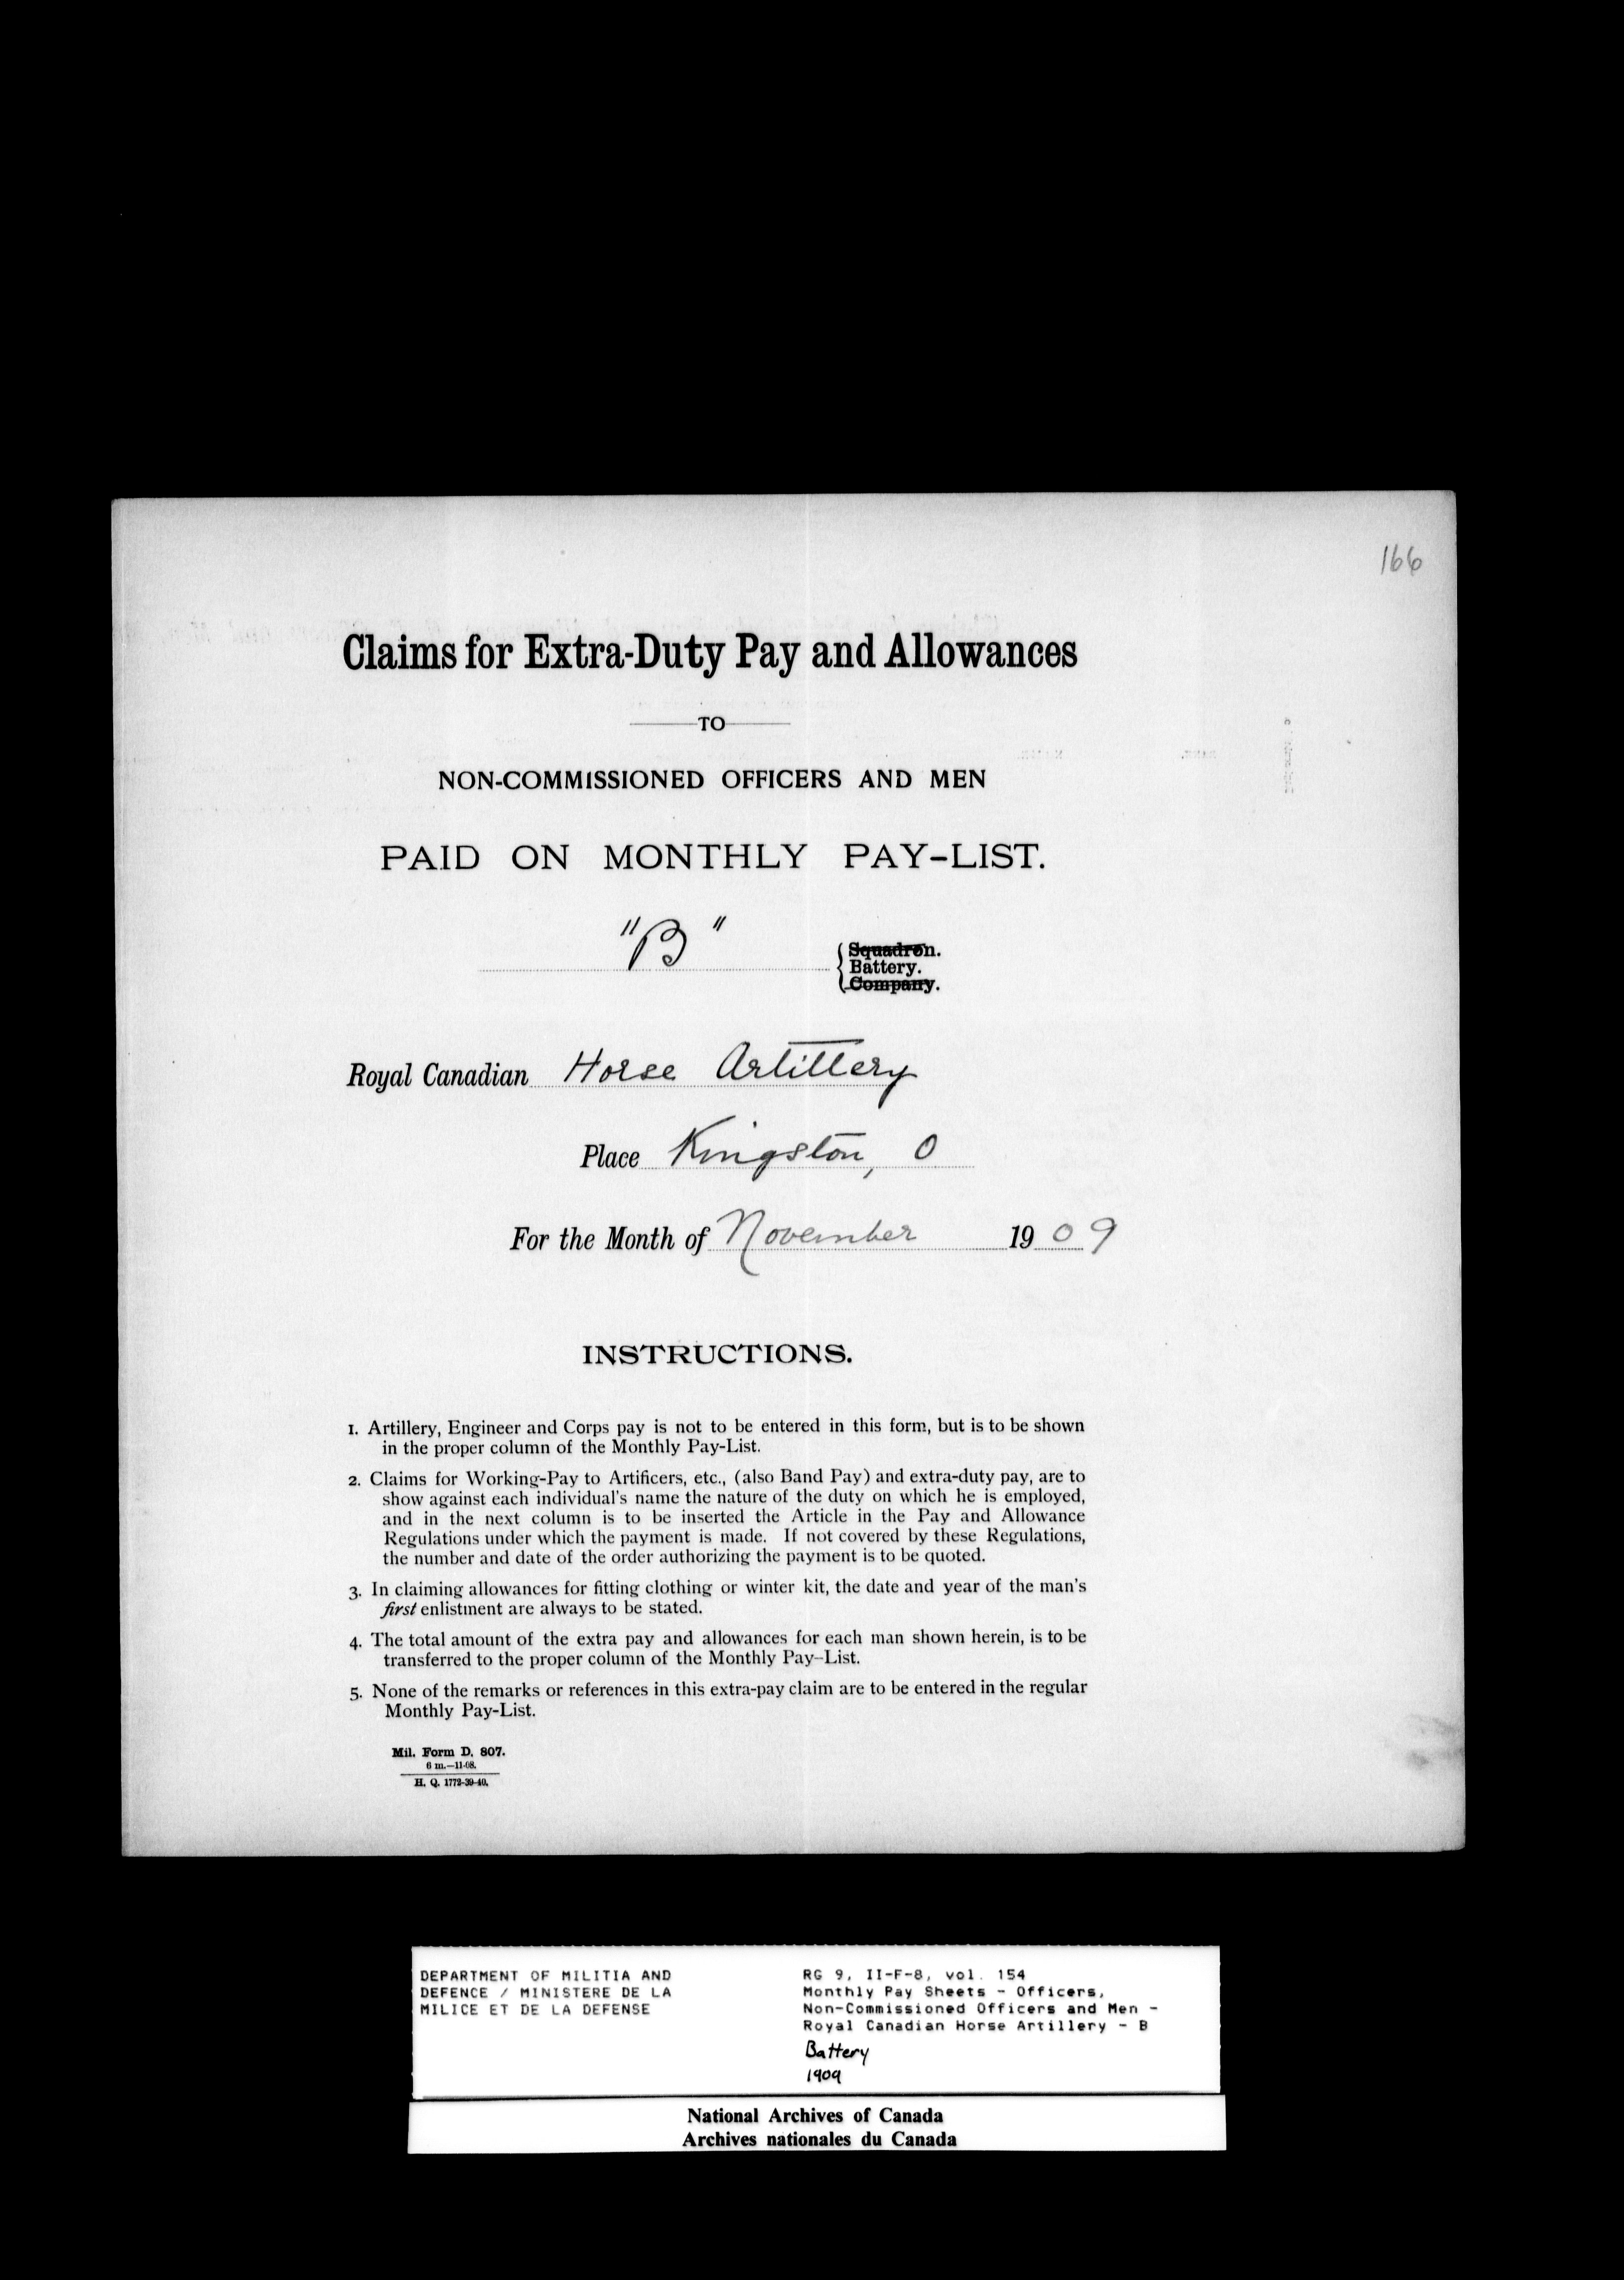 166
Claims for Extra-Duty Pay and Allowances
TO
NON-COMMISSIONED OFFICERS AND MEN
PAID ON MONTHLY PAY-LIST.
"B"
Squadron.
Battery.
Company.
Royal Canadian Horse Artillery
Place Kingston, O
For the Month of November 1909
INSTRUCTIONS.
1. Artillery, Engineer and Corps pay is not to be entered in this form, but is to be shown
in the proper column of the Monthly Pay-List.
2. Claims for Working-Pay to Artificers, etc., (also Band Pay) and extra-duty pay, are to
show against each individual's name the nature of the duty on which he is employed,
and in the next column is to be inserted the Article in the Pay and Allowance
Regulations under which the payment is made. If not covered by these Regulations,
the number and date of the order authorizing the payment is to be quoted.
3. In claiming allowances for fitting clothing or winter kit, the date and year of the man's
first enlistment are always to be stated.
4. The total amount of the extra pay and allowances for each man shown herein, is to be
transferred to the proper column of the Monthly Pay-List.
5. None of the remarks or references in this extra-pay claim are to be entered in the regular
Monthly Pay-List.
Mil. Form D. 807.
6 m.—11-08.
H. Q. 1772-39-40.
DEPARTMENT OF MILITIA AND
DEFENCE / MINISTERE DE LA
MILICE ET DE LA DEFENSE
RG 9, II-F-8, vol. 154
Monthly Pay Sheets - Officers,
Non-Commissioned Officers and Men -
Royal Canadian Horse Artillery - B
Battery
1909
National Archives of Canada
Archives nationales du Canada